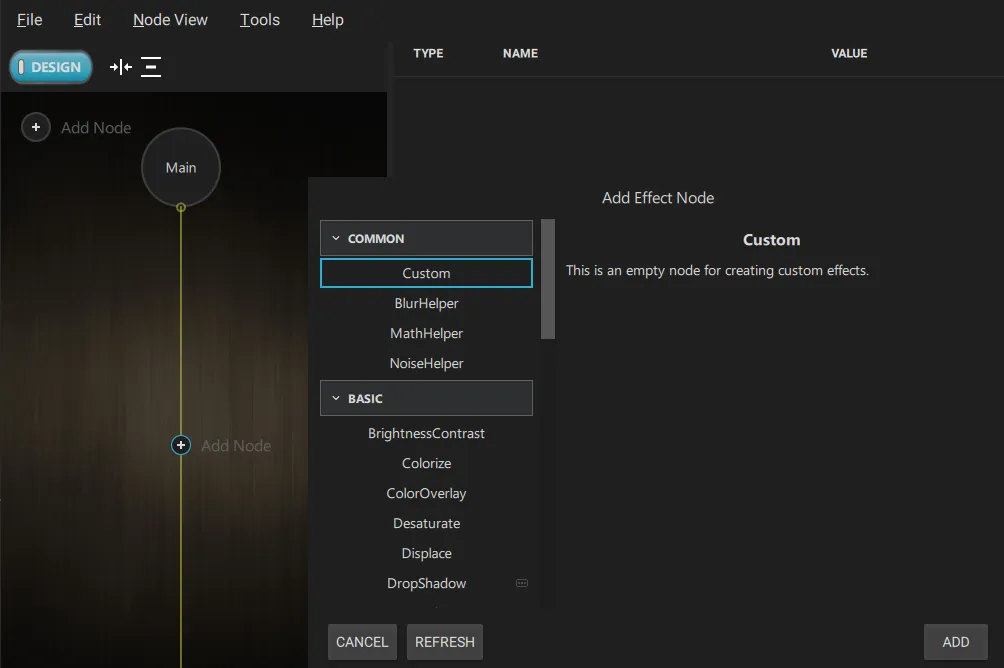 File Edit Node View Tools Help
DESIGN
TYPE NAME VALUE
Add Node
Main
Add Node
Add Effect Node
COMMON
Custom
BlurHelper
MathHelper
NoiseHelper
BASIC
BrightnessContrast
Colorize
ColorOverlay
Desaturate
Displace
DropShadow
Custom
This is an empty node for creating custom effects.
CANCEL REFRESH ADD